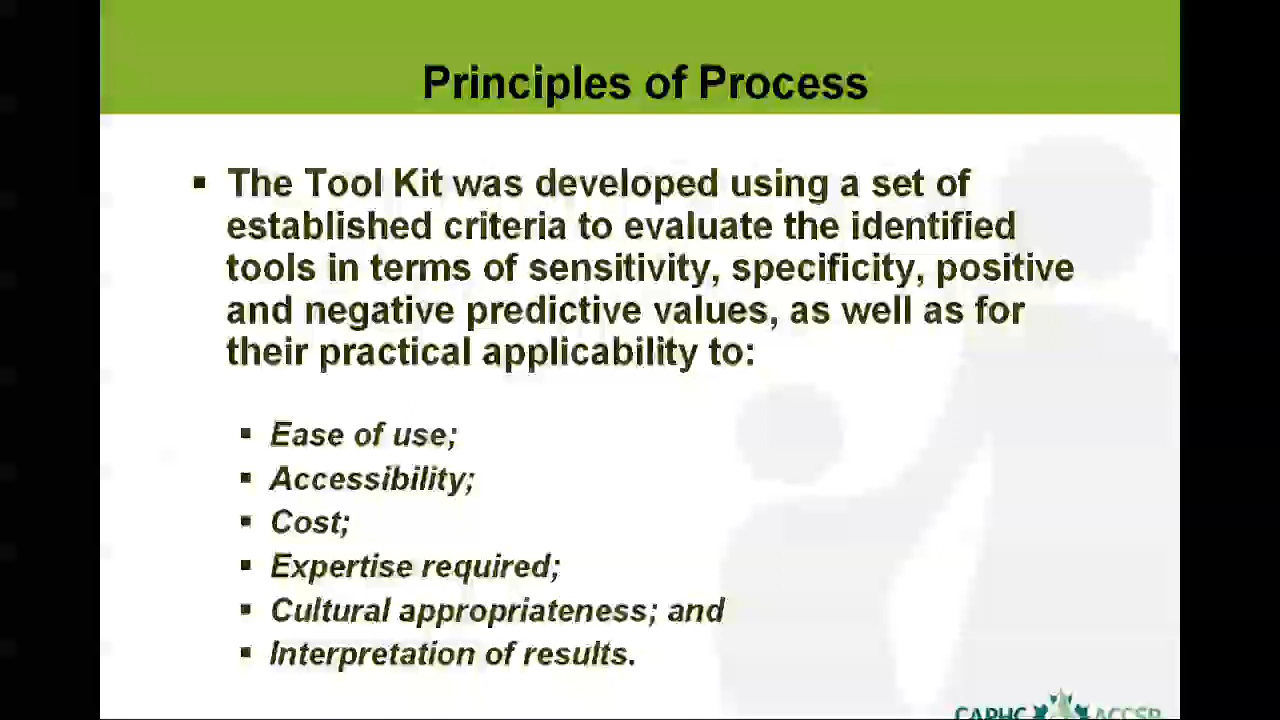 Principles of Process
▪ The Tool Kit was developed using a set of
established criteria to evaluate the identified
tools in terms of sensitivity, specificity, positive
and negative predictive values, as well as for
their practical applicability to:
▪ Ease of use;
▪ Accessibility;
▪ Cost;
▪ Expertise required;
▪ Cultural appropriateness; and
▪ Interpretation of results.
CAPHC ACCSP